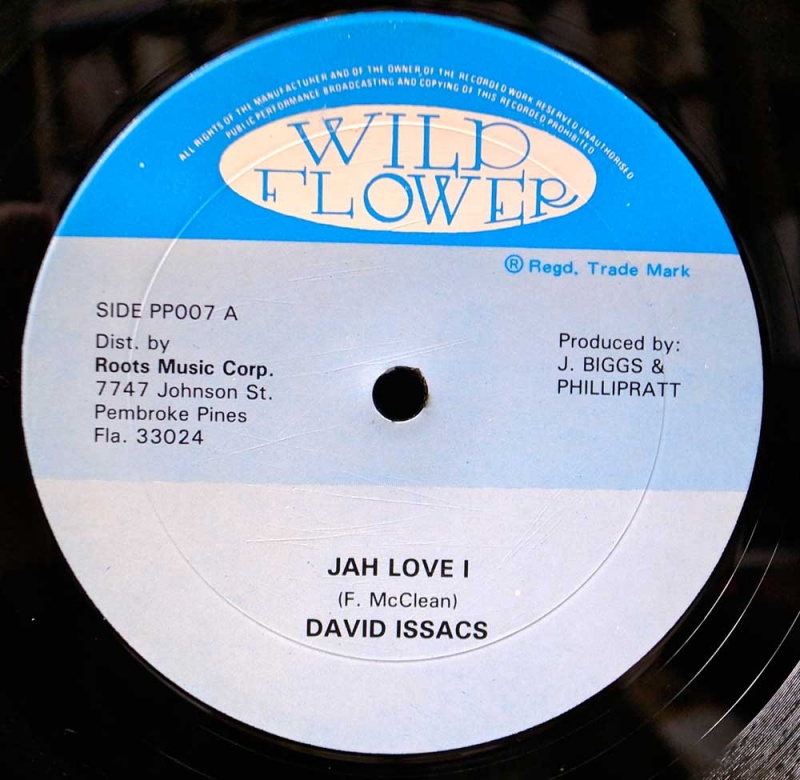 ALL RIGHTS OF THE MANUFACTURER AND OF THE OWNER OF THE RECORDED WORK RESERVED UNAUTHORISED
PUBLIC PERFORMANCE BROADCASTING AND COPYING OF THIS RECORDED PROHIBITED
WILD
FLOWER
® Regd. Trade Mark
SIDE PP007 A
Dist. by
Roots Music Corp.
7747 Johnson St.
Pembroke Pines
Fla. 33024
Produced by:
J. BIGGS &
PHILLIPRATT
JAH LOVE I
(F. McClean)
DAVID ISSACS